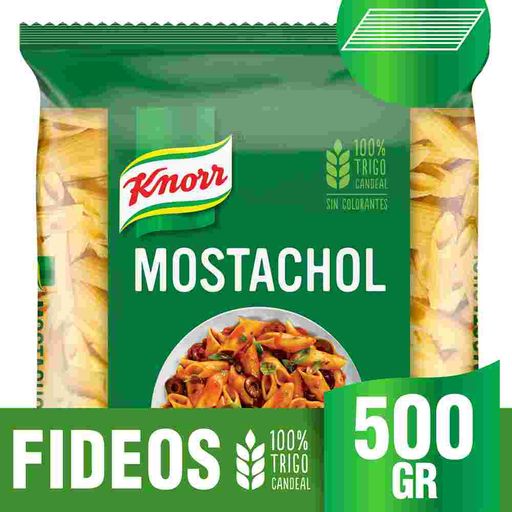 Knorr
100%
TRIGO
CANDEAL
SIN COLORANTES
MOSTACHOL
FIDEOS
100%
TRIGO
CANDEAL
500
GR